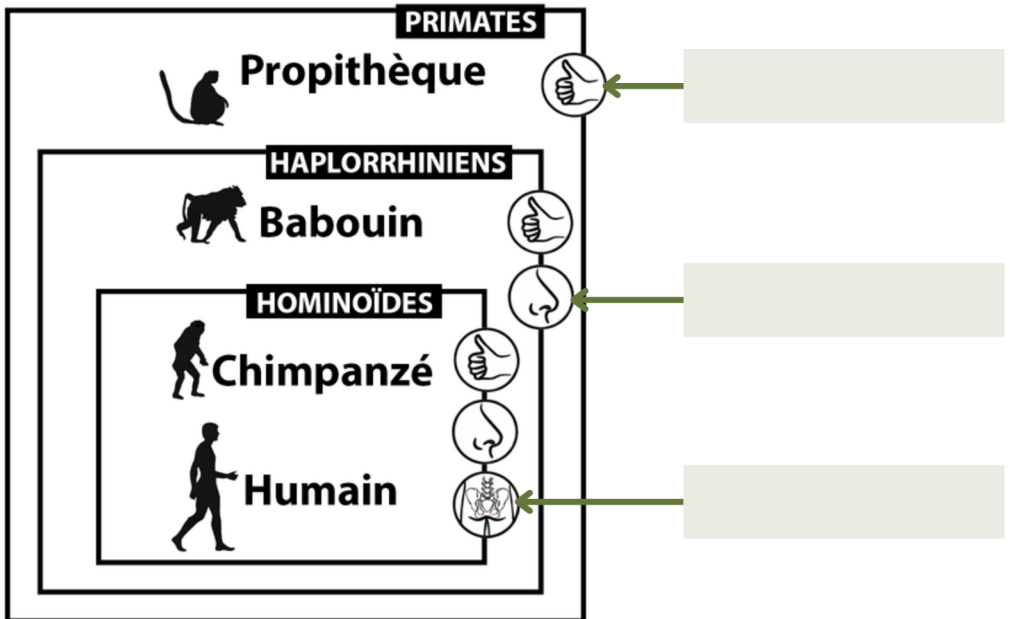 PRIMATES
Propithèque
HAPLORRHINIENS
Babouin
HOMINOÏDES
Chimpanzé
Humain